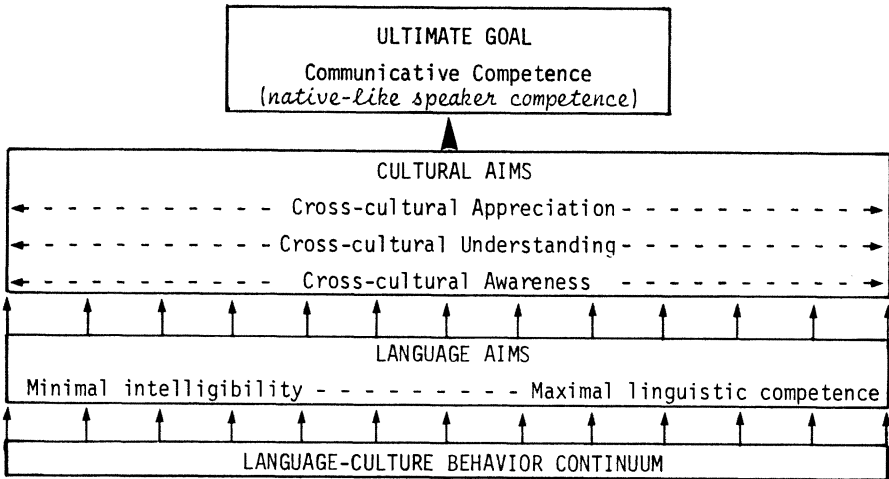 ULTIMATE GOAL
Communicative Competence
(native-like speaker competence)
CULTURAL AIMS
Cross-cultural Appreciation
Cross-cultural Understanding
Cross-cultural Awareness
LANGUAGE AIMS
Minimal intelligibility - - - - - - - - - Maximal linguistic competence
LANGUAGE-CULTURE BEHAVIOR CONTINUUM